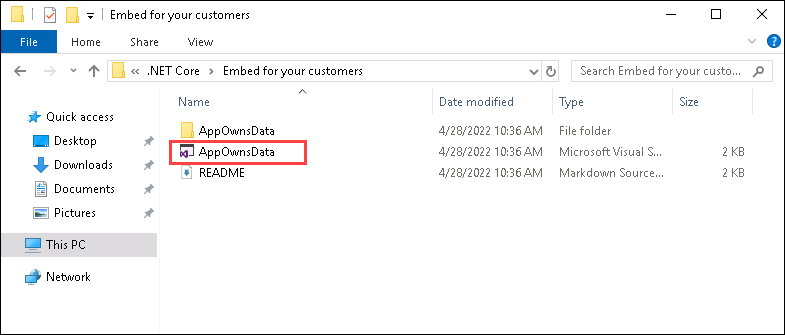 Embed for your customers
File Home Share View
.NET Core Embed for your customers Search Embed for your custo...
Quick access
Desktop
Downloads
Documents
Pictures
This PC
Network
Name Date modified Type Size
AppOwnsData 4/28/2022 10:36 AM File folder
AppOwnsData 4/28/2022 10:36 AM Microsoft Visual S... 2 KB
README 4/28/2022 10:36 AM Markdown Source... 2 KB